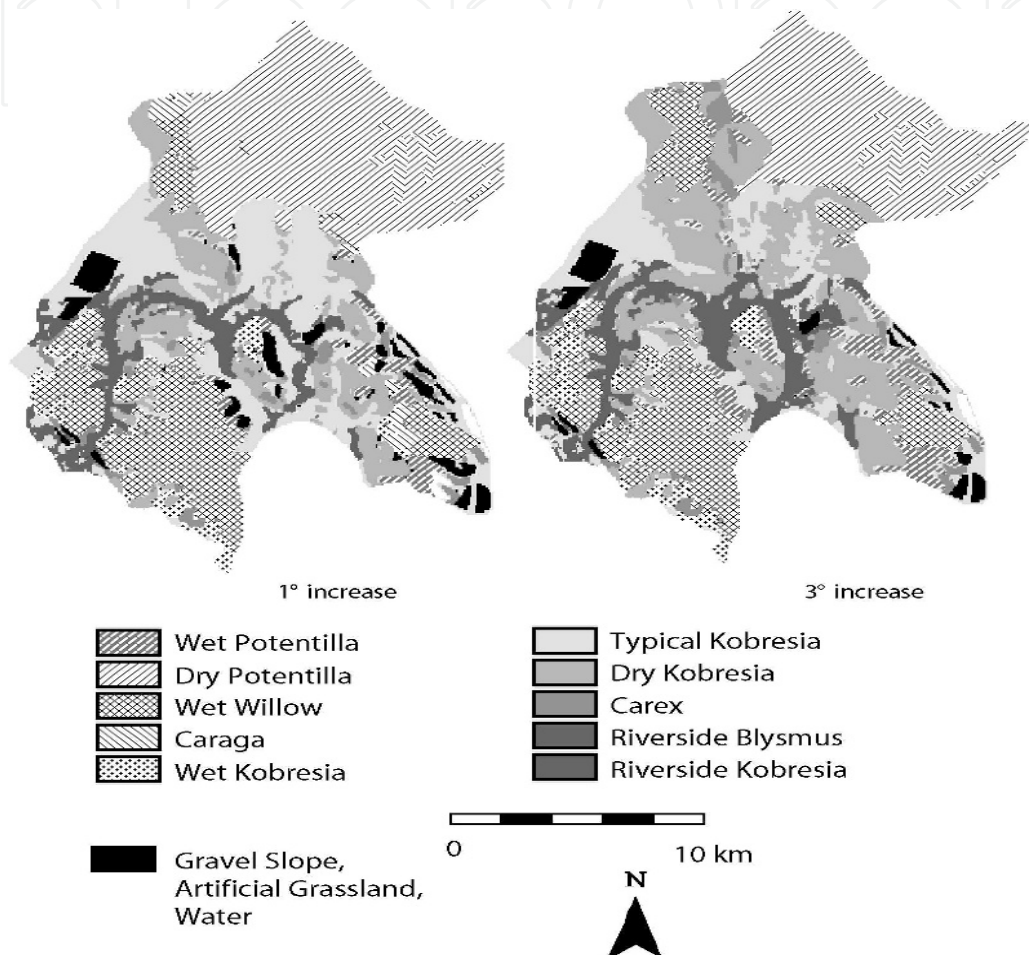 1° increase
3° increase
Wet Potentilla
Dry Potentilla
Wet Willow
Caraga
Wet Kobresia
Typical Kobresia
Dry Kobresia
Carex
Riverside Blysmus
Riverside Kobresia
Gravel Slope,
Artificial Grassland,
Water
0
10 km
N